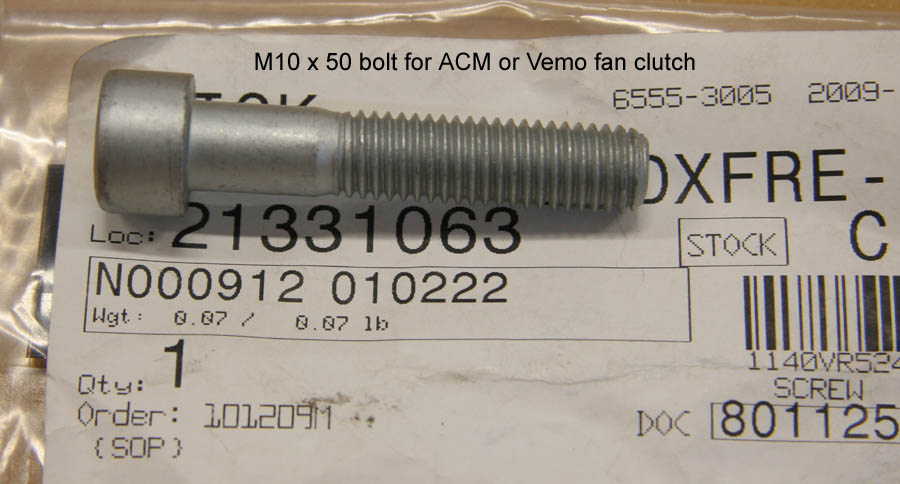 M10 x 50 bolt for ACM or Vemo fan clutch
6555-3005 2009-
OXFRE-
Loc: 21331063
STOCK C
N000912 010222
Wgt: 0.07 / 0.07 lb
1140VR524
SCREW
Qty: 1
Order: 101209M
(SOP)
DOC 801125